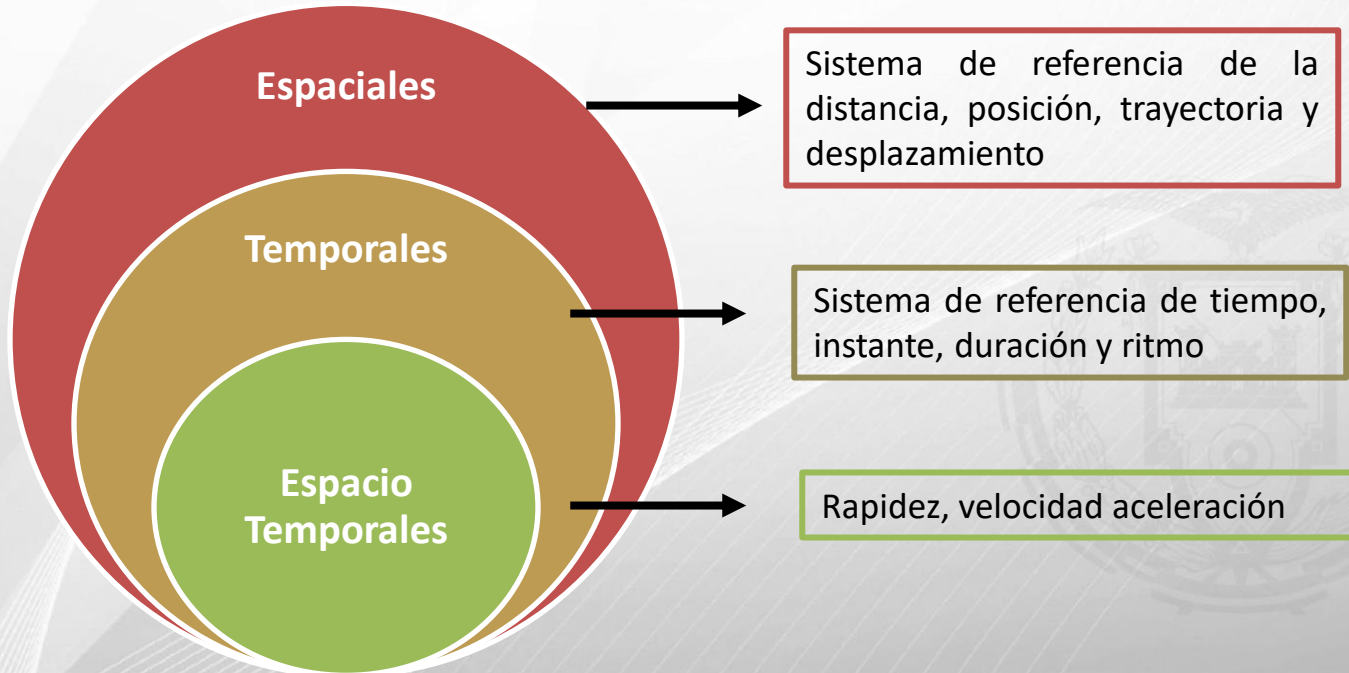 Espaciales
Sistema de referencia de la
distancia, posición, trayectoria y
desplazamiento
Temporales
Sistema de referencia de tiempo,
instante, duración y ritmo
Espacio
Temporales
Rapidez, velocidad aceleración